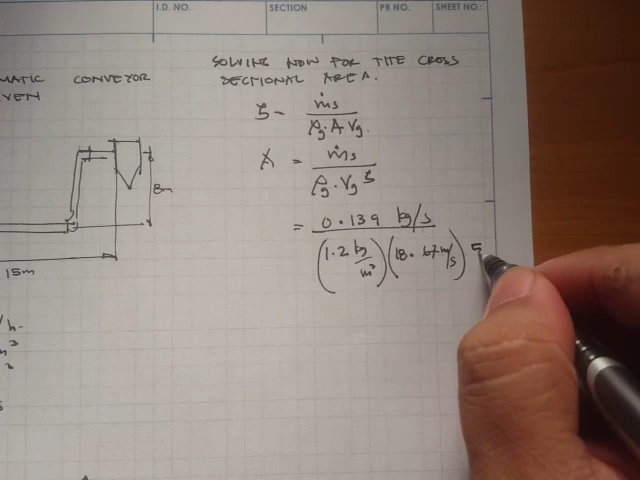 I.D. NO. SECTION PR NO. SHEET NO.:
SOLVING NOW FOR THE CROSS
SECTIONAL AREA.
MATIC CONVEYOR
VEN
ζ = ṁs / ρg · A Vg.
A = ṁs / ρg · Vg ζ
= 0.139 kg/s / (1.2 kg/m³)(18.67 m/s) 5
8m
15m
/h.